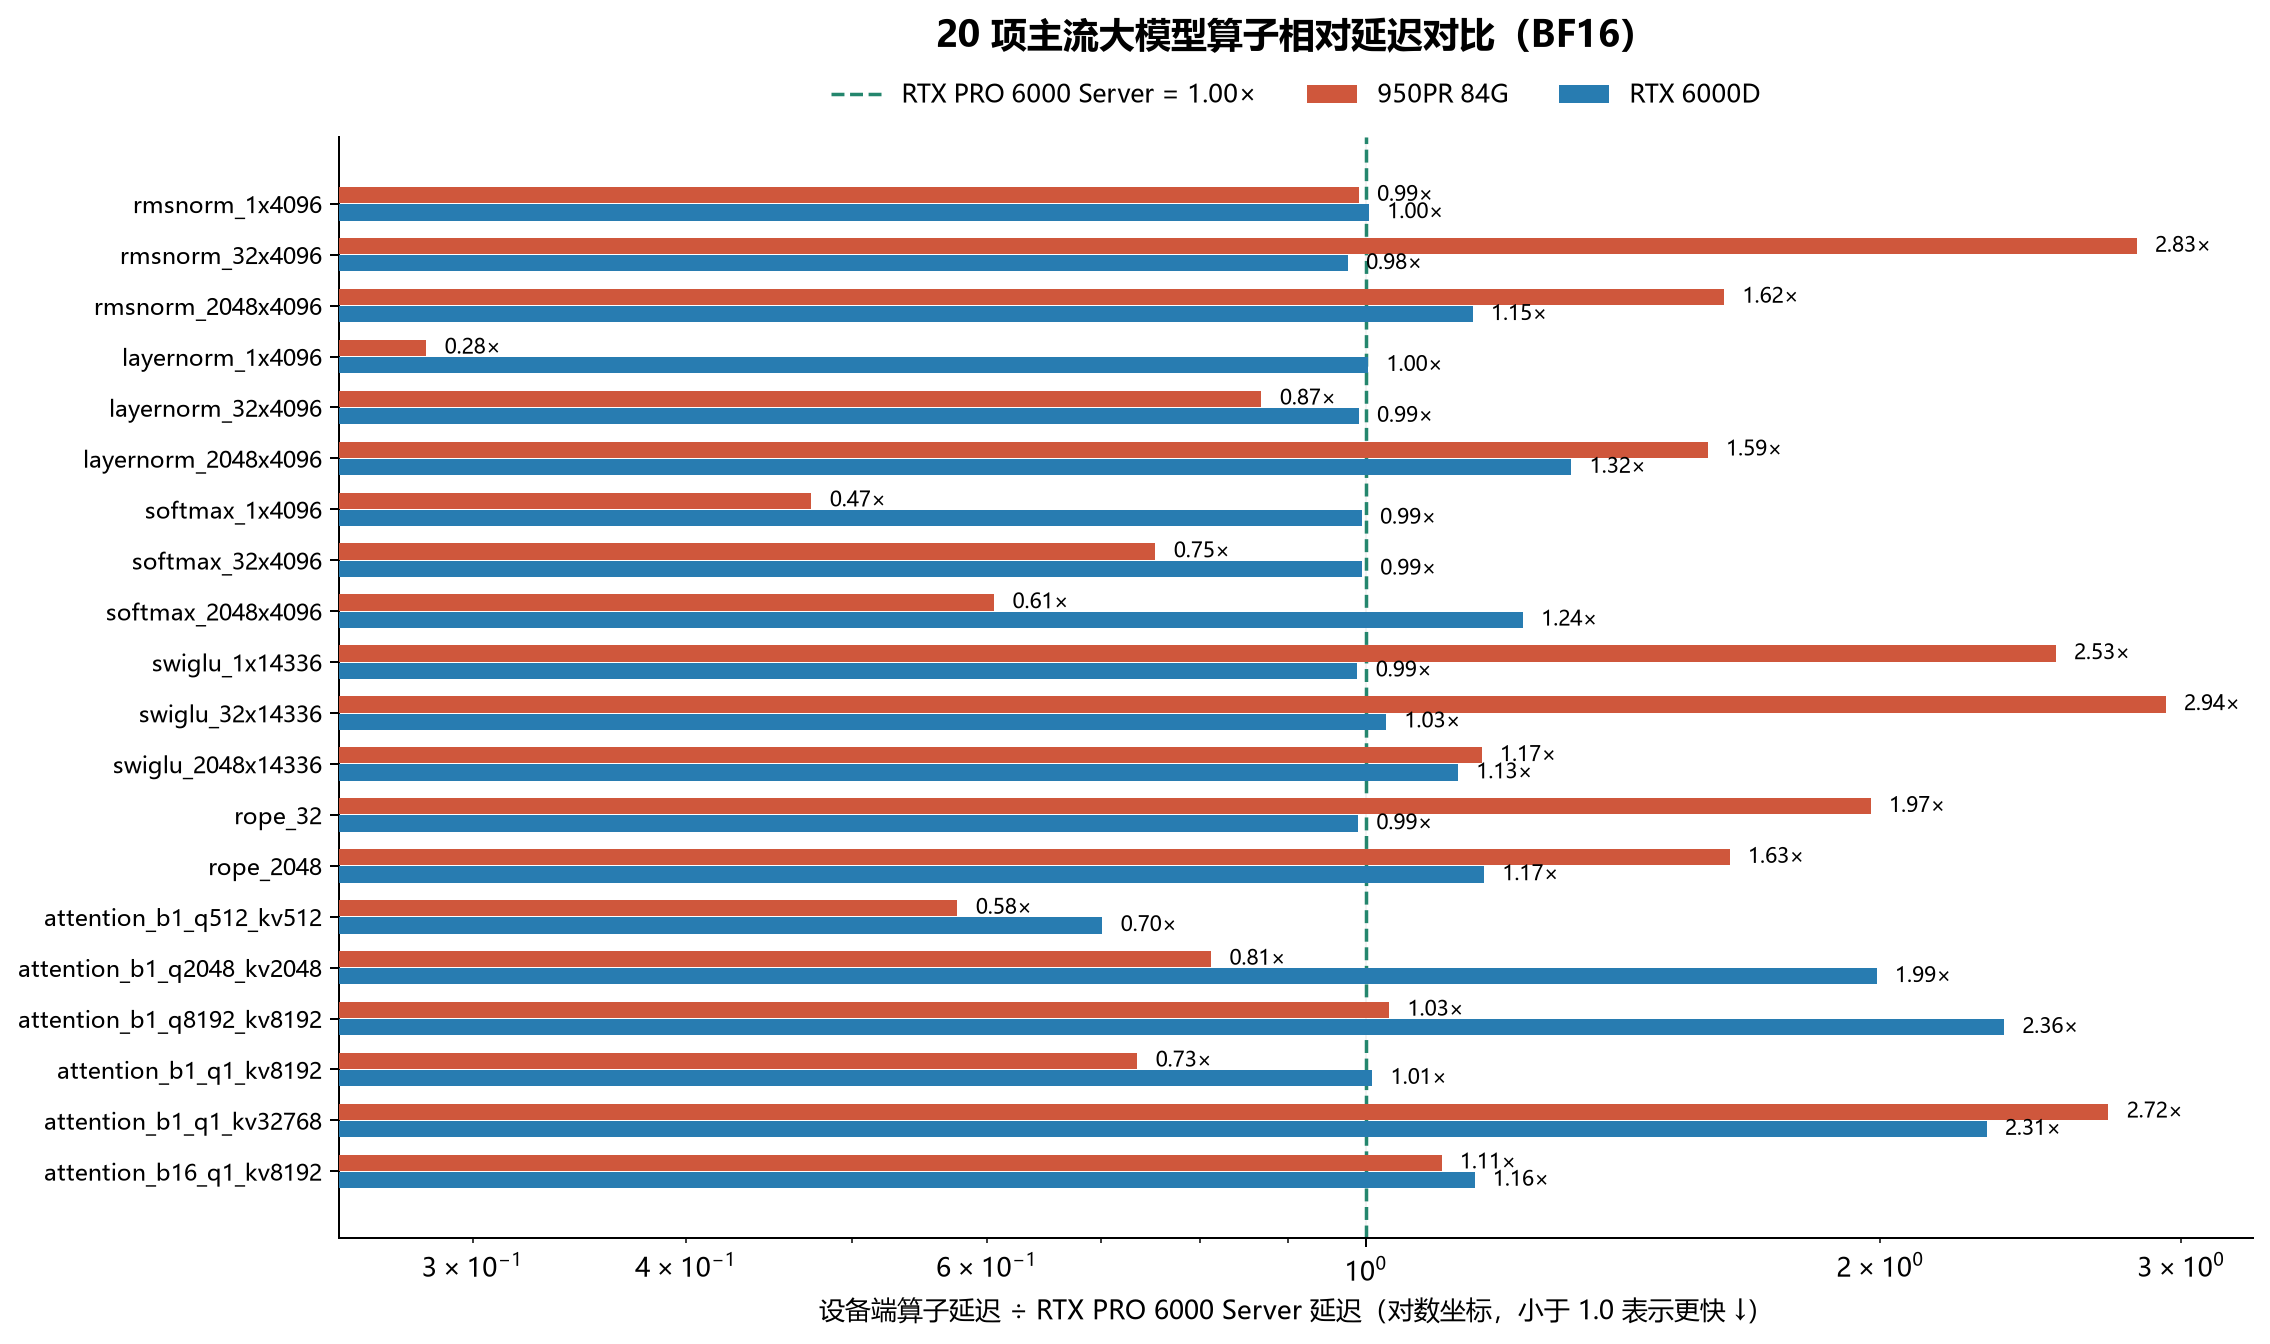 20 项主流大模型算子相对延迟对比（BF16）
RTX PRO 6000 Server = 1.00×
950PR 84G
RTX 6000D
rmsnorm_1x4096
0.99×
1.00×
rmsnorm_32x4096
2.83×
0.98×
rmsnorm_2048x4096
1.62×
1.15×
layernorm_1x4096
0.28×
1.00×
layernorm_32x4096
0.87×
0.99×
layernorm_2048x4096
1.59×
1.32×
softmax_1x4096
0.47×
0.99×
softmax_32x4096
0.75×
0.99×
softmax_2048x4096
0.61×
1.24×
swiglu_1x14336
2.53×
0.99×
swiglu_32x14336
2.94×
1.03×
swiglu_2048x14336
1.17×
1.13×
rope_32
1.97×
0.99×
rope_2048
1.63×
1.17×
attention_b1_q512_kv512
0.58×
0.70×
attention_b1_q2048_kv2048
0.81×
1.99×
attention_b1_q8192_kv8192
1.03×
2.36×
attention_b1_q1_kv8192
0.73×
1.01×
attention_b1_q1_kv32768
2.72×
2.31×
attention_b16_q1_kv8192
1.11×
1.16×
3 × 10⁻¹
4 × 10⁻¹
6 × 10⁻¹
10⁰
2 × 10⁰
3 × 10⁰
设备端算子延迟 ÷ RTX PRO 6000 Server 延迟（对数坐标，小于 1.0 表示更快 ↓）